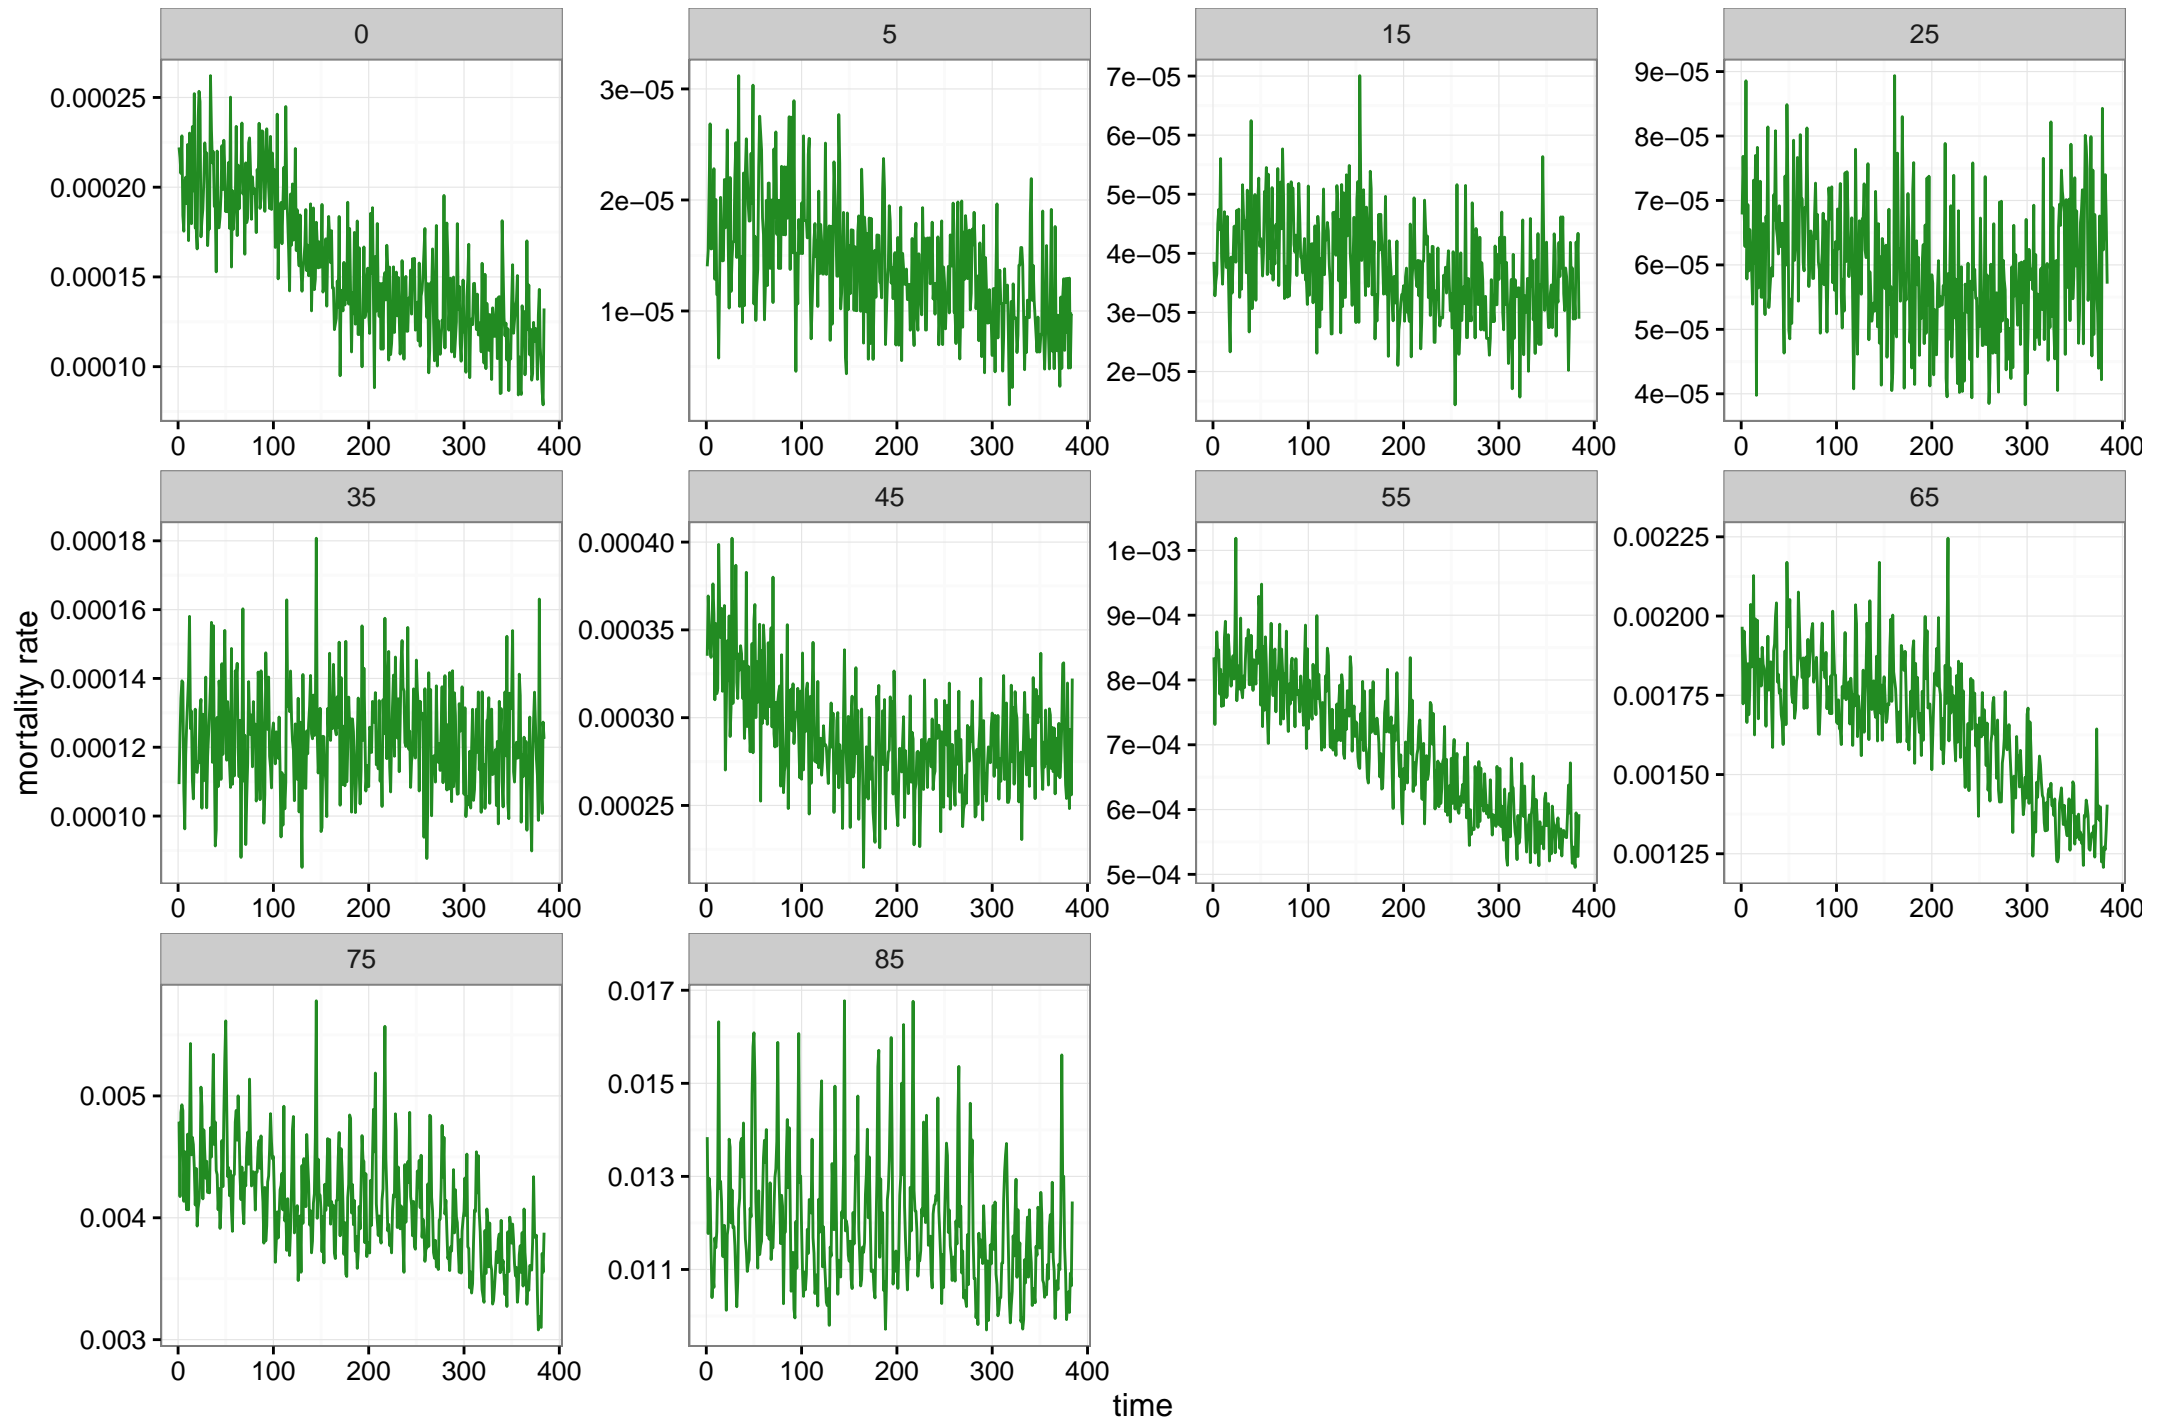 0 5 15 25
0.00025 3e−05 7e−05 9e−05
6e−05 8e−05
0.00020 2e−05 5e−05 7e−05
0.00015 4e−05 6e−05
1e−05 3e−05 5e−05
0.00010 2e−05 4e−05
0 100 200 300 400 0 100 200 300 400 0 100 200 300 400 0 100 200 300 400
35 45 55 65
0.00018 0.00040 1e−03 0.00225
0.00016 0.00035 9e−04 0.00200
0.00014 8e−04 0.00175
0.00012 0.00030 7e−04 0.00150
0.00010 0.00025 6e−04 0.00125
5e−04
0 100 200 300 400 0 100 200 300 400 0 100 200 300 400 0 100 200 300 400
mortality rate
75 85
0.017
0.005 0.015
0.004 0.013
0.003 0.011
0 100 200 300 400 0 100 200 300 400
time